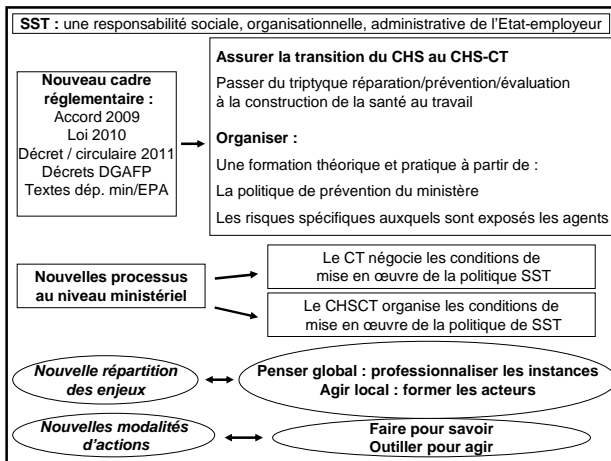 SST : une responsabilité sociale, organisationnelle, administrative de l'Etat-employeur
Nouveau cadre
réglementaire :
Accord 2009
Loi 2010
Décret / circulaire 2011
Décrets DGAFP
Textes dép. min/EPA
Assurer la transition du CHS au CHS-CT
Passer du triptyque réparation/prévention/évaluation
à la construction de la santé au travail
Organiser :
Une formation théorique et pratique à partir de :
La politique de prévention du ministère
Les risques spécifiques auxquels sont exposés les agents
Nouvelles processus
au niveau ministériel
Le CT négocie les conditions de
mise en œuvre de la politique SST
Le CHSCT organise les conditions de
mise en œuvre de la politique de SST
Nouvelle répartition
des enjeux
Penser global : professionnaliser les instances
Agir local : former les acteurs
Nouvelles modalités
d'actions
Faire pour savoir
Outiller pour agir